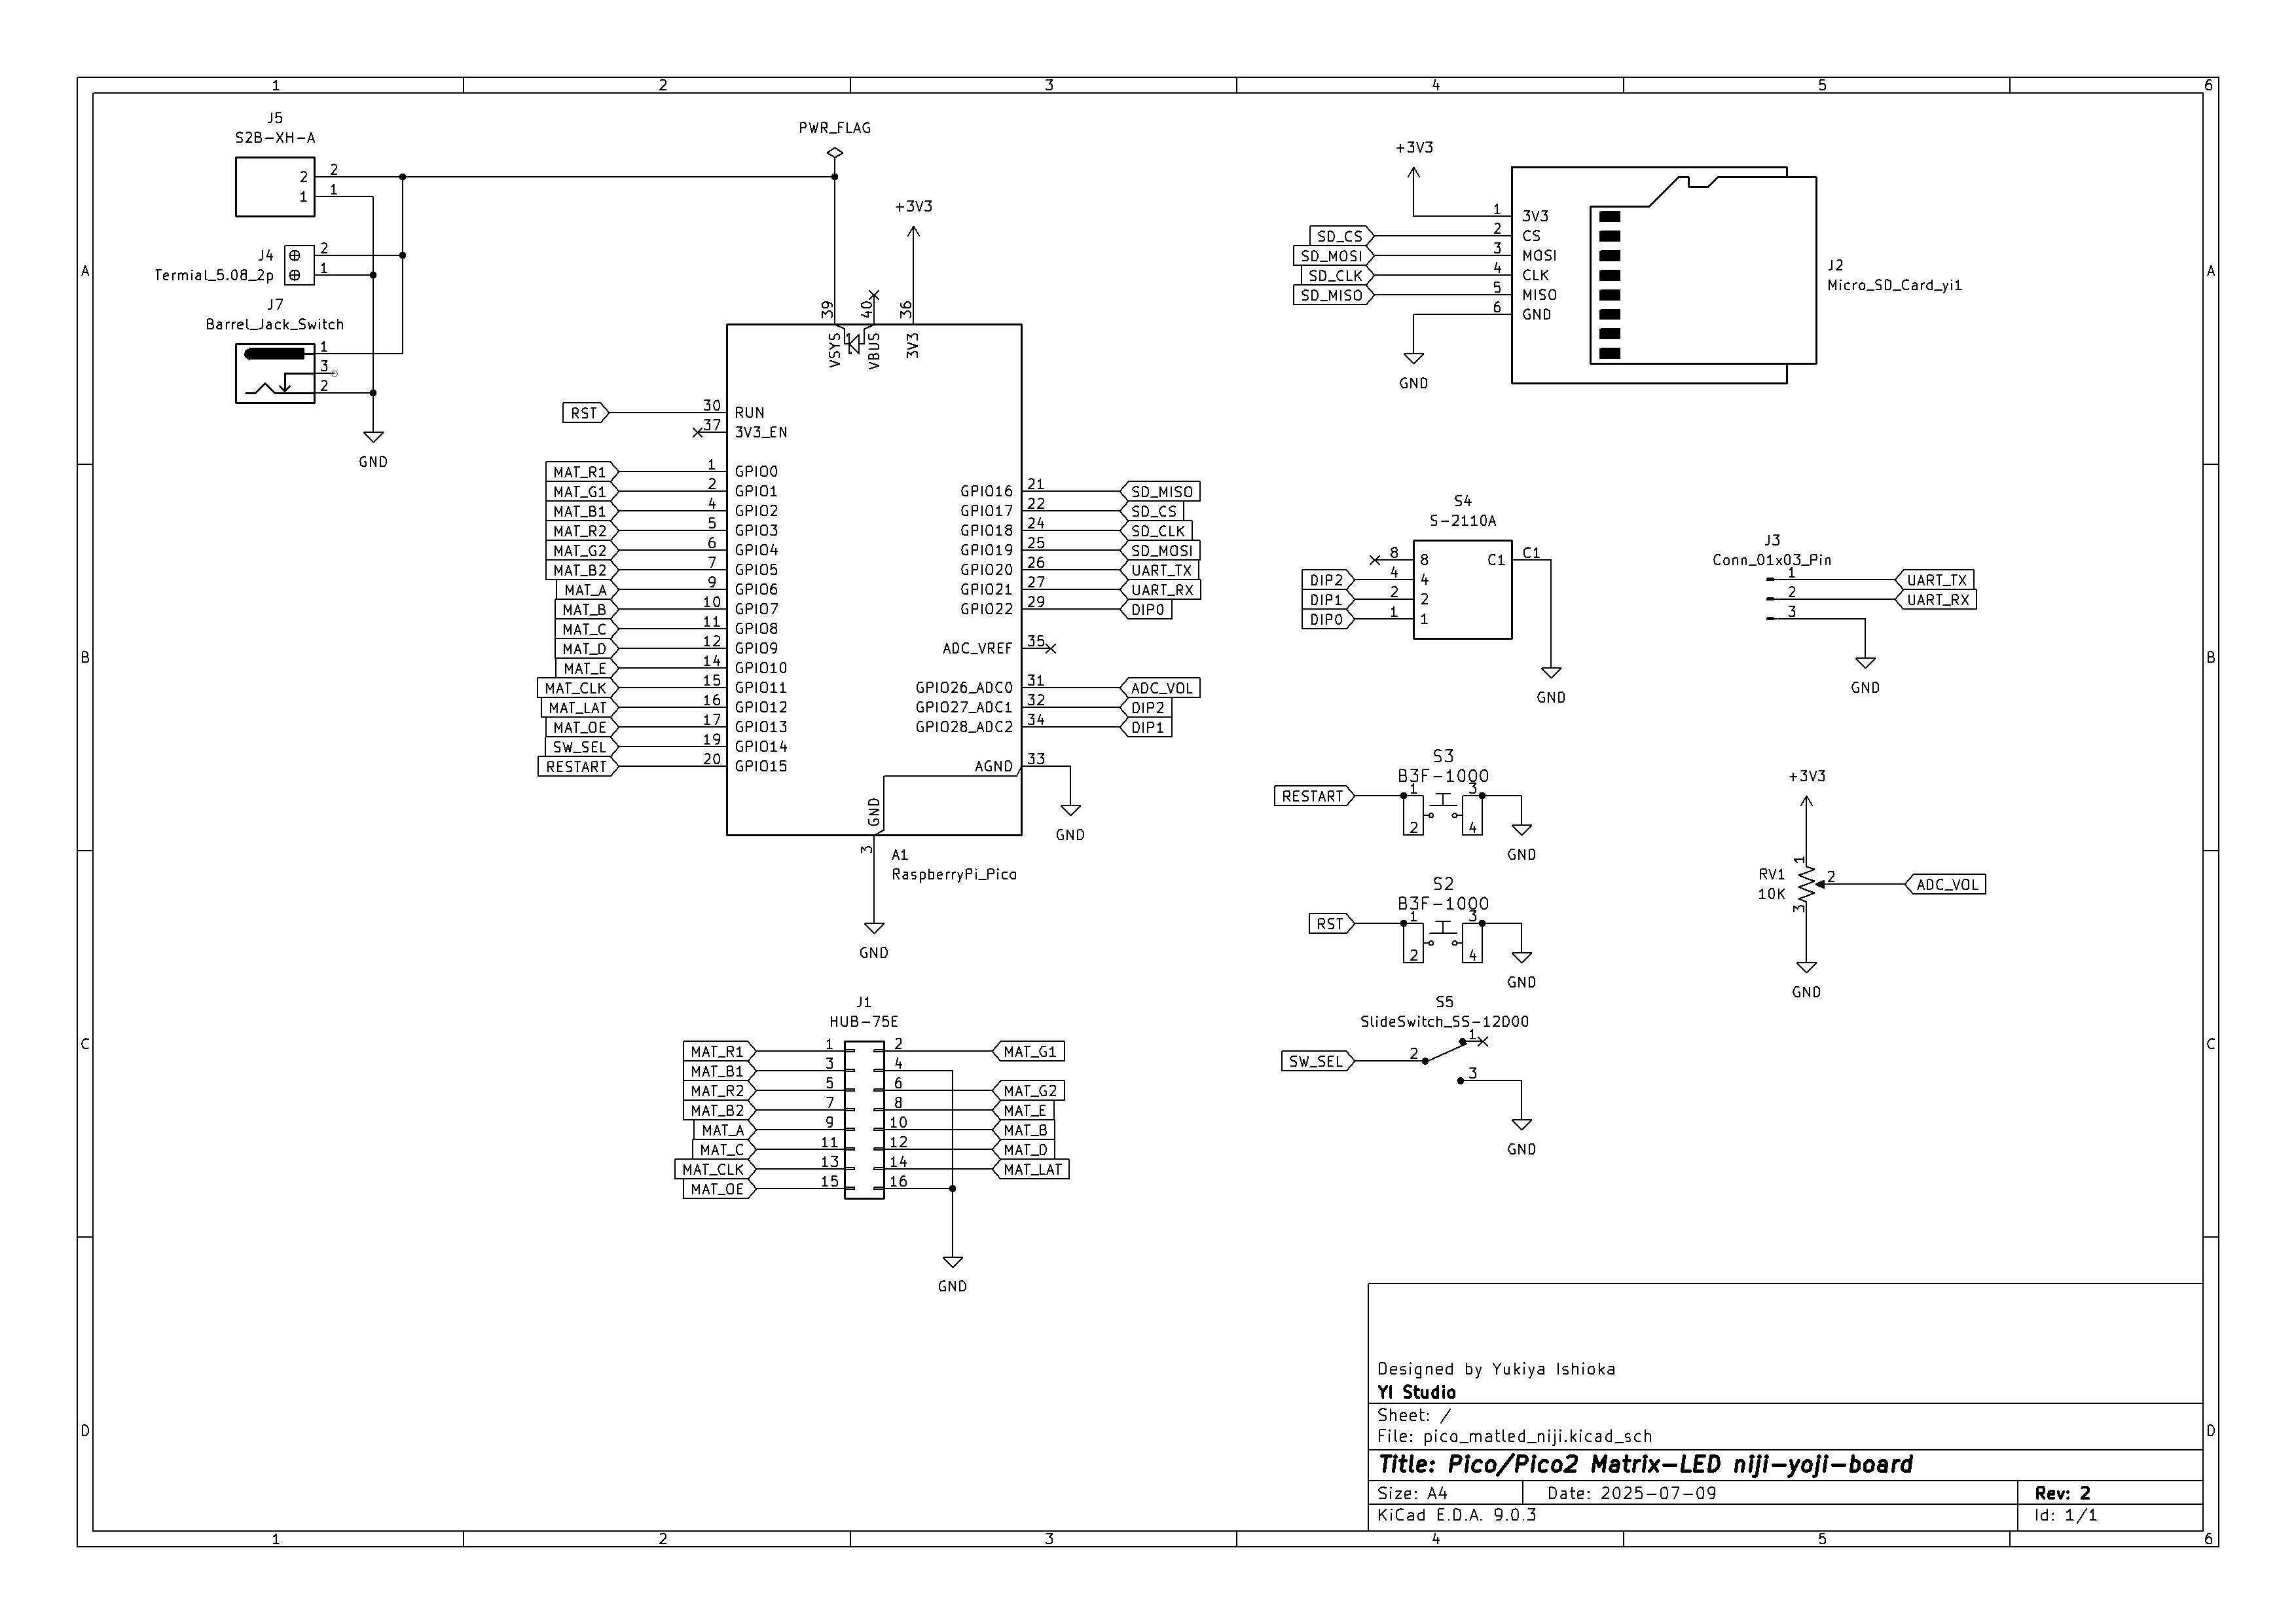 1 2 3 4 5 6
A
B
C
D
J5
S2B-XH-A
2 2
1 1
J4
Termial_5.08_2p
2
1
J7
Barrel_Jack_Switch
1
3
2
GND
PWR_FLAG
+3V3
39 40 36
VSYS VBUS 3V3
RST 30 RUN
37 3V3_EN
MAT_R1 1 GPIO0
MAT_G1 2 GPIO1
MAT_B1 4 GPIO2
MAT_R2 5 GPIO3
MAT_G2 6 GPIO4
MAT_B2 7 GPIO5
MAT_A 9 GPIO6
MAT_B 10 GPIO7
MAT_C 11 GPIO8
MAT_D 12 GPIO9
MAT_E 14 GPIO10
MAT_CLK 15 GPIO11
MAT_LAT 16 GPIO12
MAT_OE 17 GPIO13
SW_SEL 19 GPIO14
RESTART 20 GPIO15
GPIO16 21 SD_MISO
GPIO17 22 SD_CS
GPIO18 24 SD_CLK
GPIO19 25 SD_MOSI
GPIO20 26 UART_TX
GPIO21 27 UART_RX
GPIO22 29 DIP0
ADC_VREF 35
GPIO26_ADC0 31 ADC_VOL
GPIO27_ADC1 32 DIP2
GPIO28_ADC2 34 DIP1
AGND 33
GND
GND
3
A1
RaspberryPi_Pico
GND
J1
HUB-75E
MAT_R1 1 2 MAT_G1
MAT_B1 3 4
MAT_R2 5 6 MAT_G2
MAT_B2 7 8 MAT_E
MAT_A 9 10 MAT_B
MAT_C 11 12 MAT_D
MAT_CLK 13 14 MAT_LAT
MAT_OE 15 16
GND
+3V3
1 3V3
SD_CS 2 CS
SD_MOSI 3 MOSI
SD_CLK 4 CLK
SD_MISO 5 MISO
6 GND
GND
J2
Micro_SD_Card_yi1
S4
S-2110A
8 8 C1 C1
DIP2 4 4
DIP1 2 2
DIP0 1 1
GND
J3
Conn_01x03_Pin
1 UART_TX
2 UART_RX
3
GND
S3
B3F-1000
RESTART 1 3
2 4
GND
S2
B3F-1000
RST 1 3
2 4
GND
S5
SlideSwitch_SS-12D00
1
SW_SEL 2
3
GND
+3V3
1
RV1
10K
2 ADC_VOL
3
GND
Designed by Yukiya Ishioka
YI Studio
Sheet: /
File: pico_matled_niji.kicad_sch
Title: Pico/Pico2 Matrix-LED niji-yoji-board
Size: A4 Date: 2025-07-09 Rev: 2
KiCad E.D.A. 9.0.3 Id: 1/1
A
B
C
D
1 2 3 4 5 6